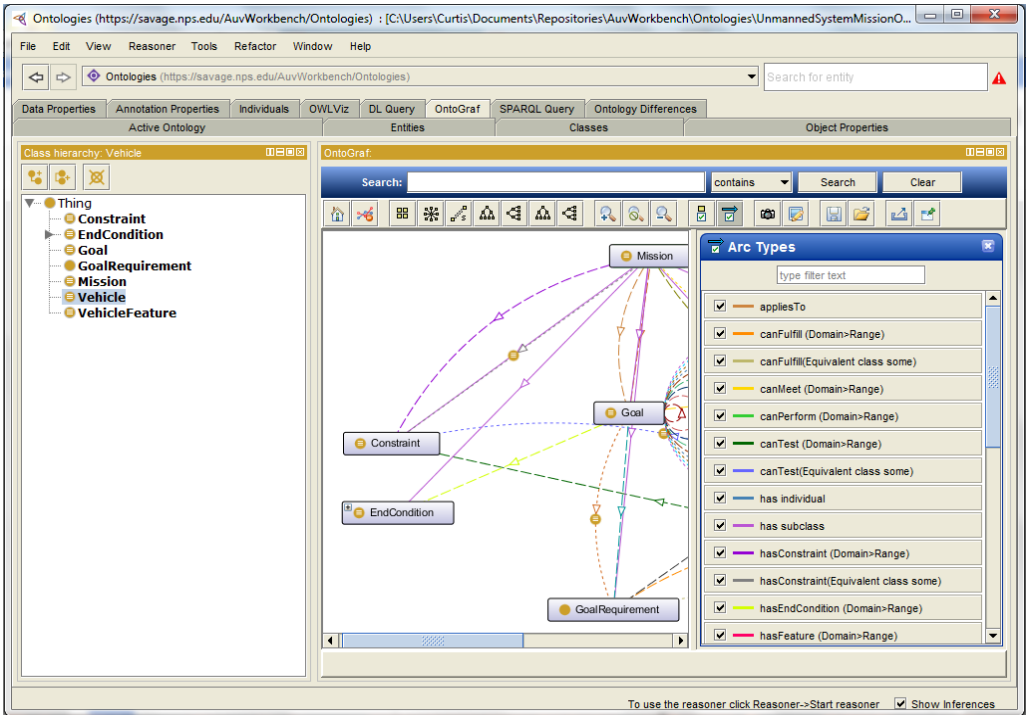 Ontologies (https://savage.nps.edu/AuvWorkbench/Ontologies) : [C:\Users\Curtis\Documents\Repositories\AuvWorkbench\Ontologies\UnmannedSystemMissionO...
File Edit View Reasoner Tools Refactor Window Help
Ontologies (https://savage.nps.edu/AuvWorkbench/Ontologies)
Search for entity
Data Properties Annotation Properties Individuals OWLViz DL Query OntoGraf SPARQL Query Ontology Differences
Active Ontology Entities Classes Object Properties
Class hierarchy: Vehicle
Thing
Constraint
EndCondition
Goal
GoalRequirement
Mission
Vehicle
VehicleFeature
OntoGraf:
Search: contains Search Clear
Mission
Goal
Constraint
EndCondition
GoalRequirement
Arc Types
type filter text
appliesTo
canFulfill (Domain>Range)
canFulfill(Equivalent class some)
canMeet (Domain>Range)
canPerform (Domain>Range)
canTest (Domain>Range)
canTest(Equivalent class some)
has individual
has subclass
hasConstraint (Domain>Range)
hasConstraint(Equivalent class some)
hasEndCondition (Domain>Range)
hasFeature (Domain>Range)
To use the reasoner click Reasoner->Start reasoner Show Inferences